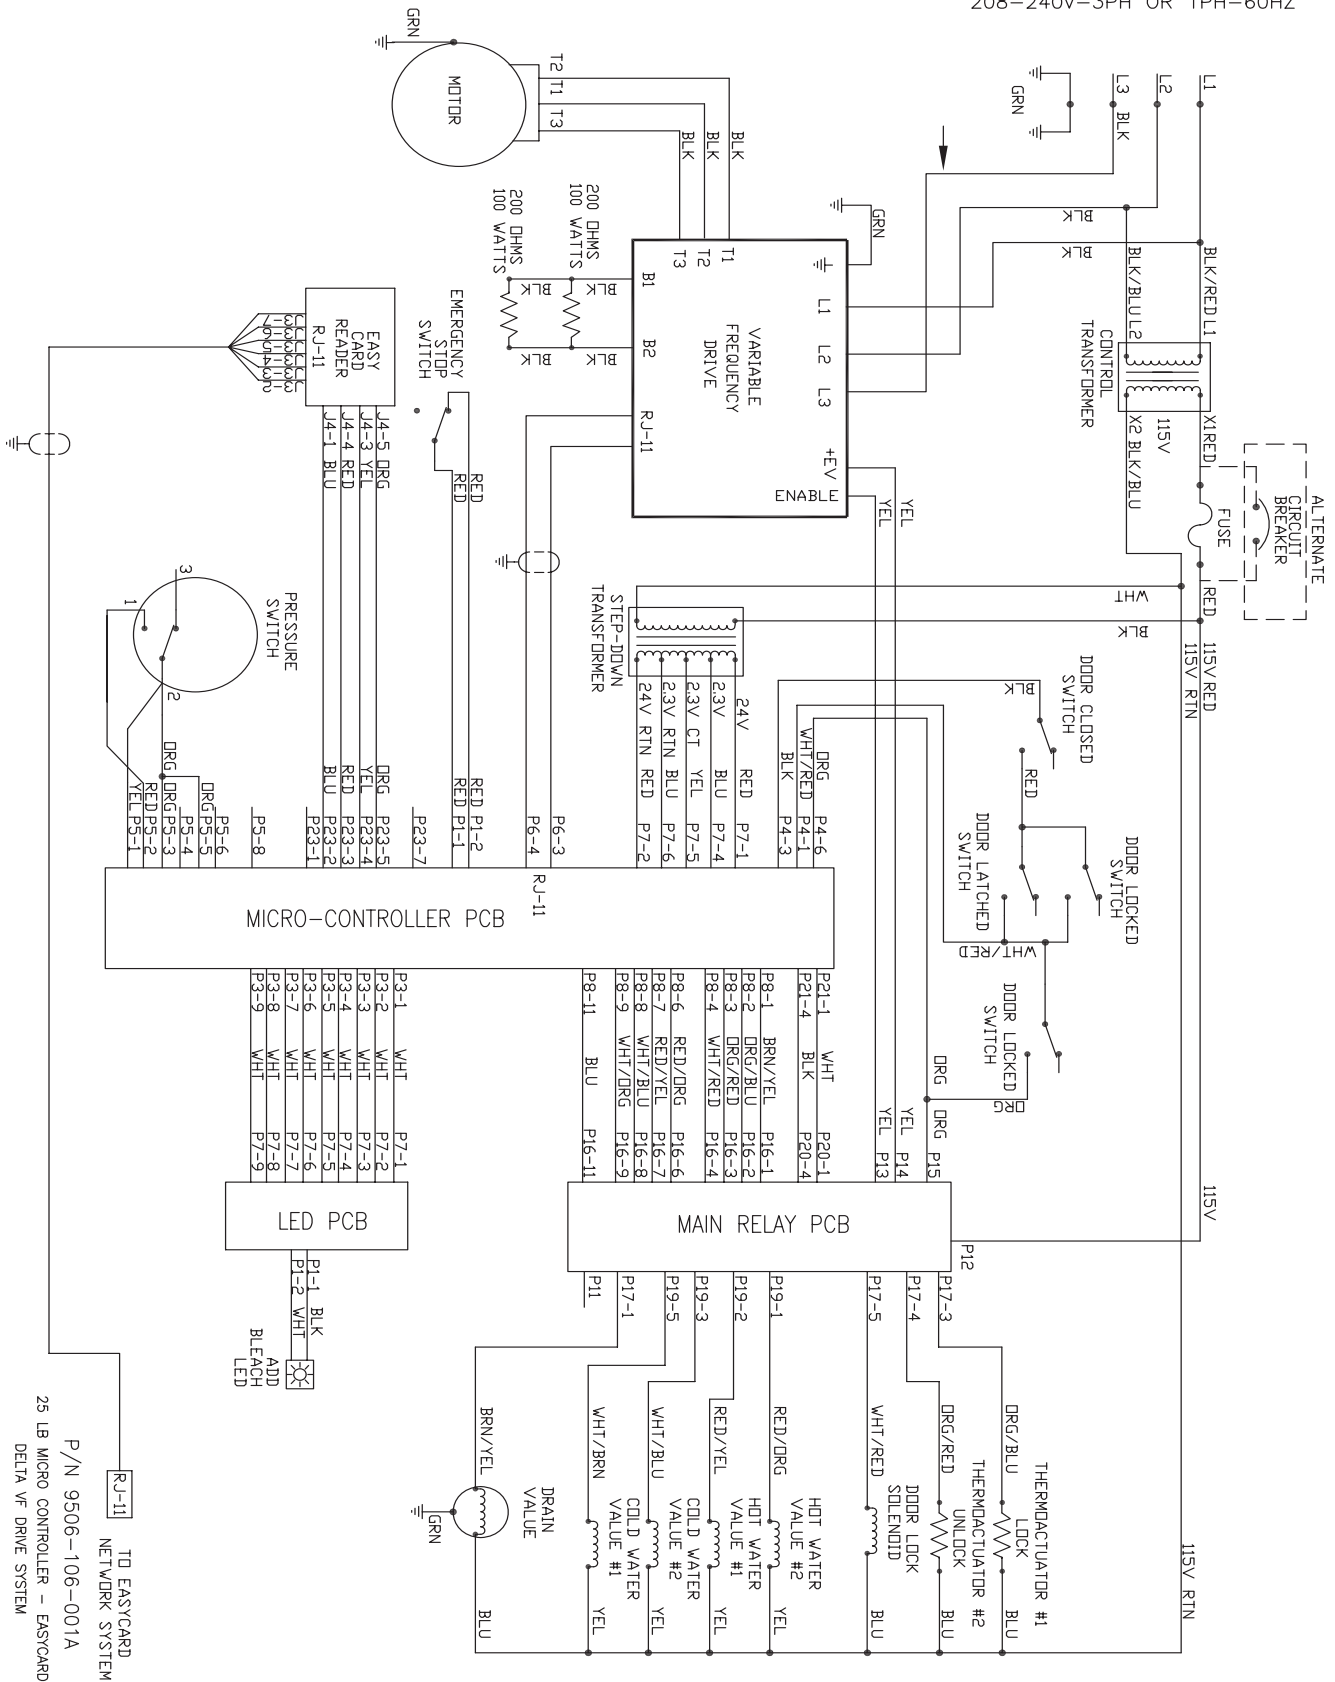 208-240V-3PH OR 1PH-60HZ
L1
L2
L3
BLK
GRN
GRN
MOTOR
T2
T1
T3
BLK
BLK
BLK
200 OHMS
100 WATTS
200 OHMS
100 WATTS
BLK
BLK
BLK
BLK
T1
T2
T3
B1
B2
RJ-11
VARIABLE
FREQUENCY
DRIVE
L1
L2
L3
+EV
ENABLE
GRN
BLK
BLK
BLK/RED L1
BLK/BLU L2
CONTROL
TRANSFORMER
115V
X1 RED
X2 BLK/BLU
FUSE
ALTERNATE
CIRCUIT
BREAKER
RED
WHT
BLK
115V RED
115V RTN
YEL
YEL
EMERGENCY
STOP
SWITCH
RED
RED
EASY
CARD
READER
RJ-11
J4-5 ORG
J4-3 YEL
J4-4 RED
J4-1 BLU
PRESSURE
SWITCH
3
1
2
ORG
STEP-DOWN
TRANSFORMER
24V
2.3V
2.3V CT
2.3V RTN
24V RTN
RED
BLU
YEL
BLU
RED
P7-1
P7-4
P7-5
P7-6
P7-2
DOOR CLOSED
SWITCH
BLK
RED
DOOR LATCHED
SWITCH
DOOR LOCKED
SWITCH
WHT/RED
DOOR LOCKED
SWITCH
ORG
ORG P4-6
WHT/RED P4-1
BLK P4-3
P6-3
P6-4
RJ-11
RED P1-2
RED P1-1
P23-7
ORG P23-5
YEL P23-4
RED P23-3
BLU P23-2
P23-1
P5-8
P5-6
ORG P5-5
P5-4
ORG P5-3
RED P5-2
YEL P5-1
MICRO-CONTROLLER PCB
P21-1 WHT P20-1
P21-4 BLK P20-4
P8-1 BRN/YEL P16-1
P8-2 ORG/BLU P16-2
P8-3 ORG/RED P16-3
P8-4 WHT/RED P16-4
P8-6 RED/ORG P16-6
P8-7 RED/YEL P16-7
P8-8 WHT/BLU P16-8
P8-9 WHT/ORG P16-9
P8-11 BLU P16-11
P3-1 WHT P7-1
P3-2 WHT P7-2
P3-3 WHT P7-3
P3-4 WHT P7-4
P3-5 WHT P7-5
P3-6 WHT P7-6
P3-7 WHT P7-7
P3-8 WHT P7-8
P3-9 WHT P7-9
ORG
ORG P15
YEL P14
YEL P13
115V
P12
MAIN RELAY PCB
LED PCB
P1-1 BLK
P1-2 WHT
ADD
BLEACH
LED
P17-3
P17-4
P17-5
P19-1
P19-2
P19-3
P19-5
P17-1
P11
ORG/BLU
THERMOACTUATOR #1
LOCK
BLU
ORG/RED
THERMOACTUATOR #2
UNLOCK
BLU
WHT/RED
DOOR LOCK
SOLENOID
BLU
RED/ORG
HOT WATER
VALUE #2
YEL
RED/YEL
HOT WATER
VALUE #1
YEL
WHT/BLU
COLD WATER
VALUE #2
YEL
WHT/BRN
COLD WATER
VALUE #1
YEL
BRN/YEL
DRAIN
VALUE
GRN
BLU
115V RTN
RJ-11
TO EASYCARD
NETWORK SYSTEM
P/N 9506-106-001A
25 LB MICRO CONTROLLER - EASYCARD
DELTA VF DRIVE SYSTEM